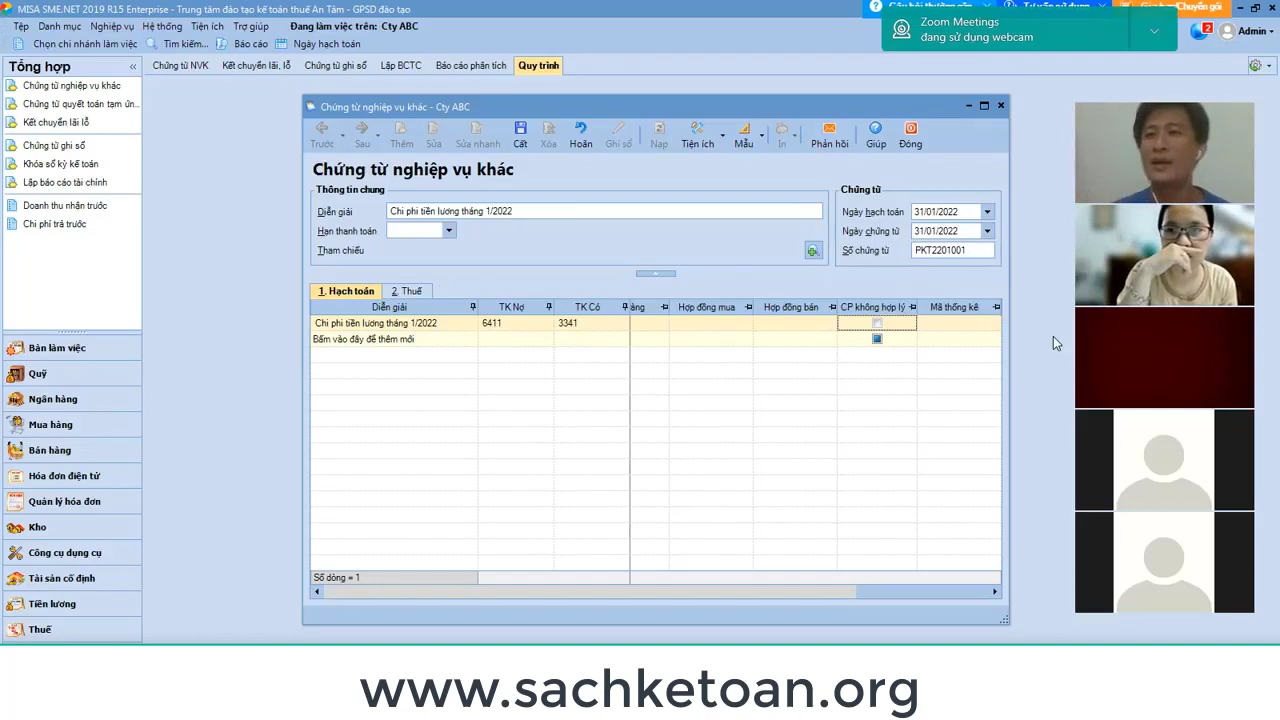 MISA SME.NET 2019 R15 Enterprise - Trung tâm đào tạo kế toán thuế An Tâm - GPSD đào tạo
Tệp Danh mục Nghiệp vụ Hệ thống Tiện ích Trợ giúp Đang làm việc trên: Cty ABC
Zoom Meetings
đang sử dụng webcam
2 Admin
Chọn chi nhánh làm việc Tìm kiếm... Báo cáo Ngày hạch toán
Tổng hợp
Chứng từ NVK Kết chuyển lãi, lỗ Chứng từ ghi sổ Lập BCTC Báo cáo phân tích Quy trình
Chứng từ nghiệp vụ khác
Chứng từ quyết toán tạm ứn...
Kết chuyển lãi lỗ
Chứng từ ghi sổ
Khóa sổ kỳ kế toán
Lập báo cáo tài chính
Doanh thu nhận trước
Chi phí trả trước
Bàn làm việc
Quỹ
Ngân hàng
Mua hàng
Bán hàng
Hóa đơn điện tử
Quản lý hóa đơn
Kho
Công cụ dụng cụ
Tài sản cố định
Tiền lương
Thuế
Chứng từ nghiệp vụ khác - Cty ABC
Trước Sau Thêm Sửa Sửa nhanh Cất Xóa Hoãn Ghi sổ Nạp Tiện ích Mẫu In Phản hồi Giúp Đóng
Chứng từ nghiệp vụ khác
Thông tin chung
Diễn giải Chi phi tiền lương tháng 1/2022
Hạn thanh toán
Tham chiếu
Chứng từ
Ngày hạch toán 31/01/2022
Ngày chứng từ 31/01/2022
Số chứng từ PKT2201001
1. Hạch toán 2. Thuế
Diễn giải TK Nợ TK Có àng Hợp đồng mua Hợp đồng bán CP không hợp lý Mã thống kê
Chi phi tiền lương tháng 1/2022 6411 3341
Bấm vào đây để thêm mới
Số dòng = 1
www.sachketoan.org